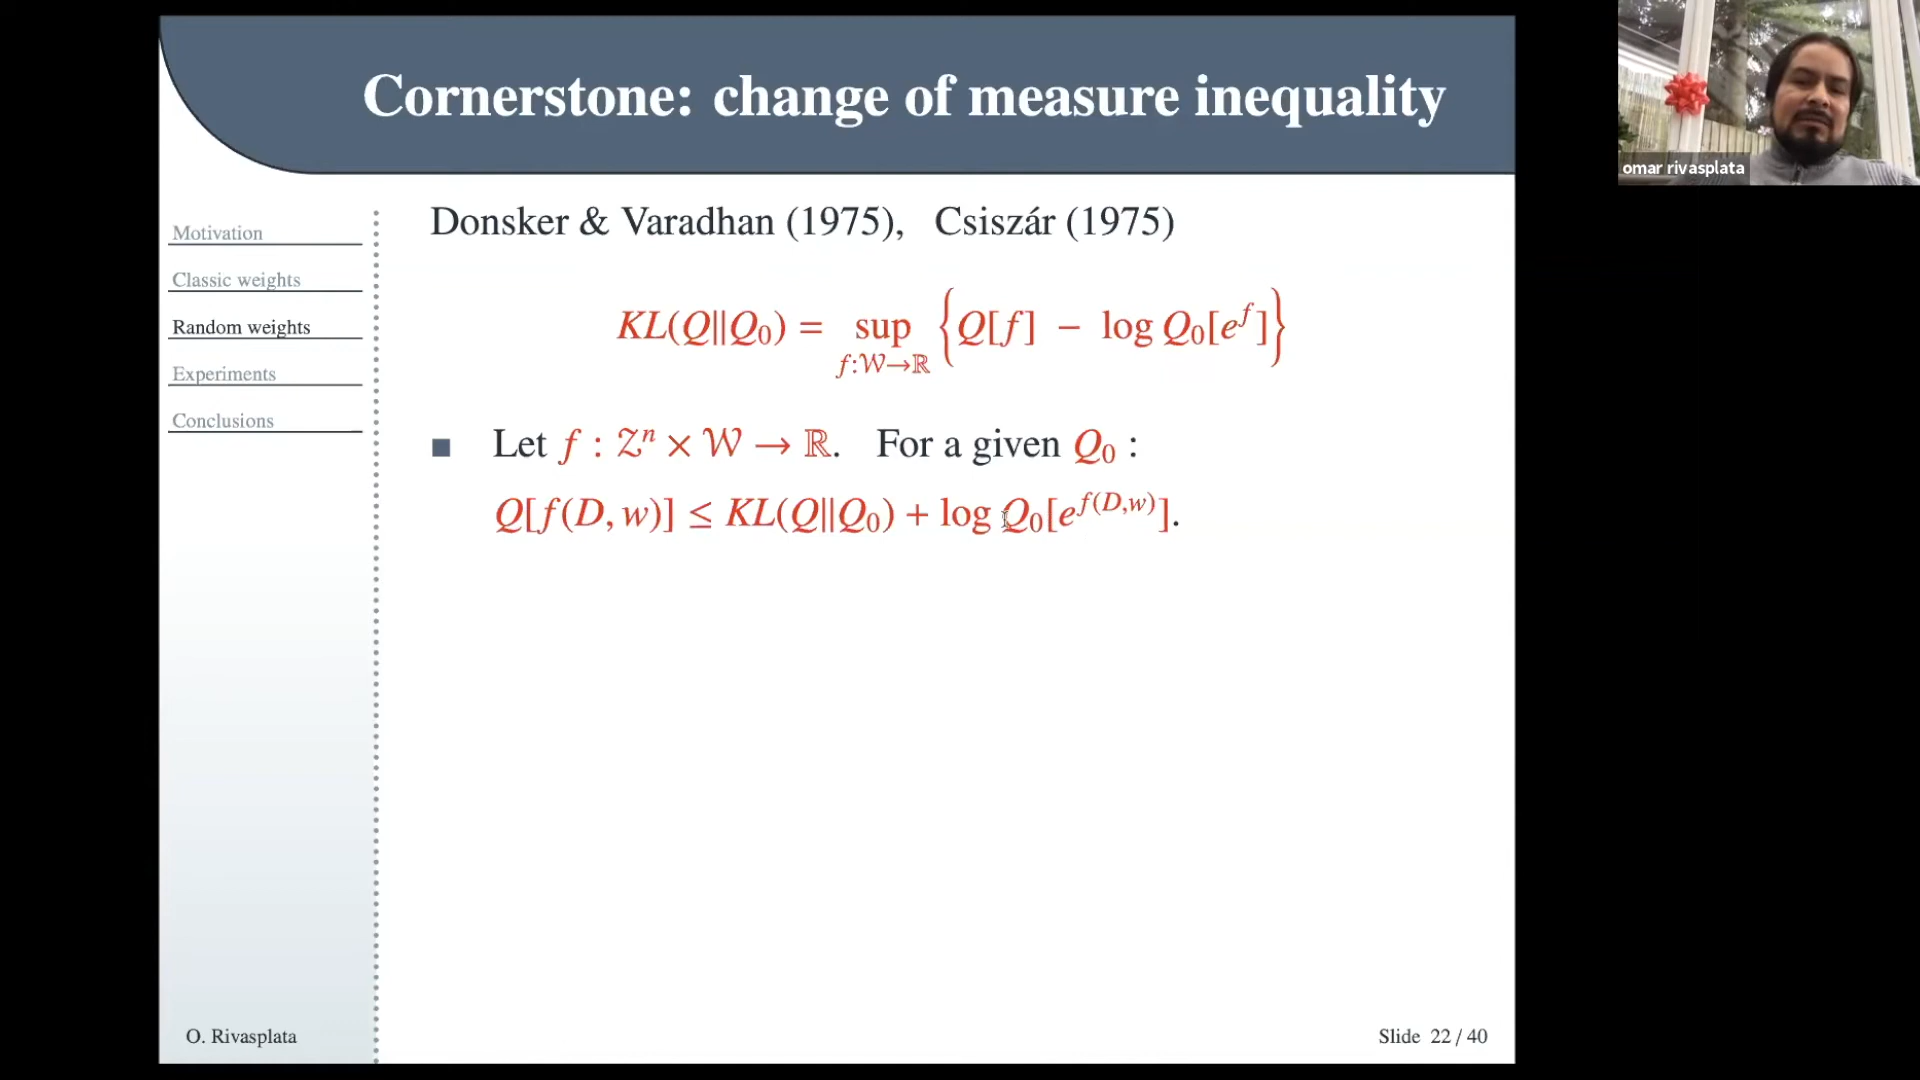 Cornerstone: change of measure inequality
omar rivasplata
Motivation
Classic weights
Random weights
Experiments
Conclusions
Donsker & Varadhan (1975), Csiszár (1975)
KL(Q||Q₀) = sup {Q[f] − log Q₀[e^f]}
f:𝒲→ℝ
■ Let f : 𝒵ⁿ × 𝒲 → ℝ. For a given Q₀ :
Q[f(D, w)] ≤ KL(Q||Q₀) + log Q₀[e^f(D,w)].
O. Rivasplata
Slide 22 / 40